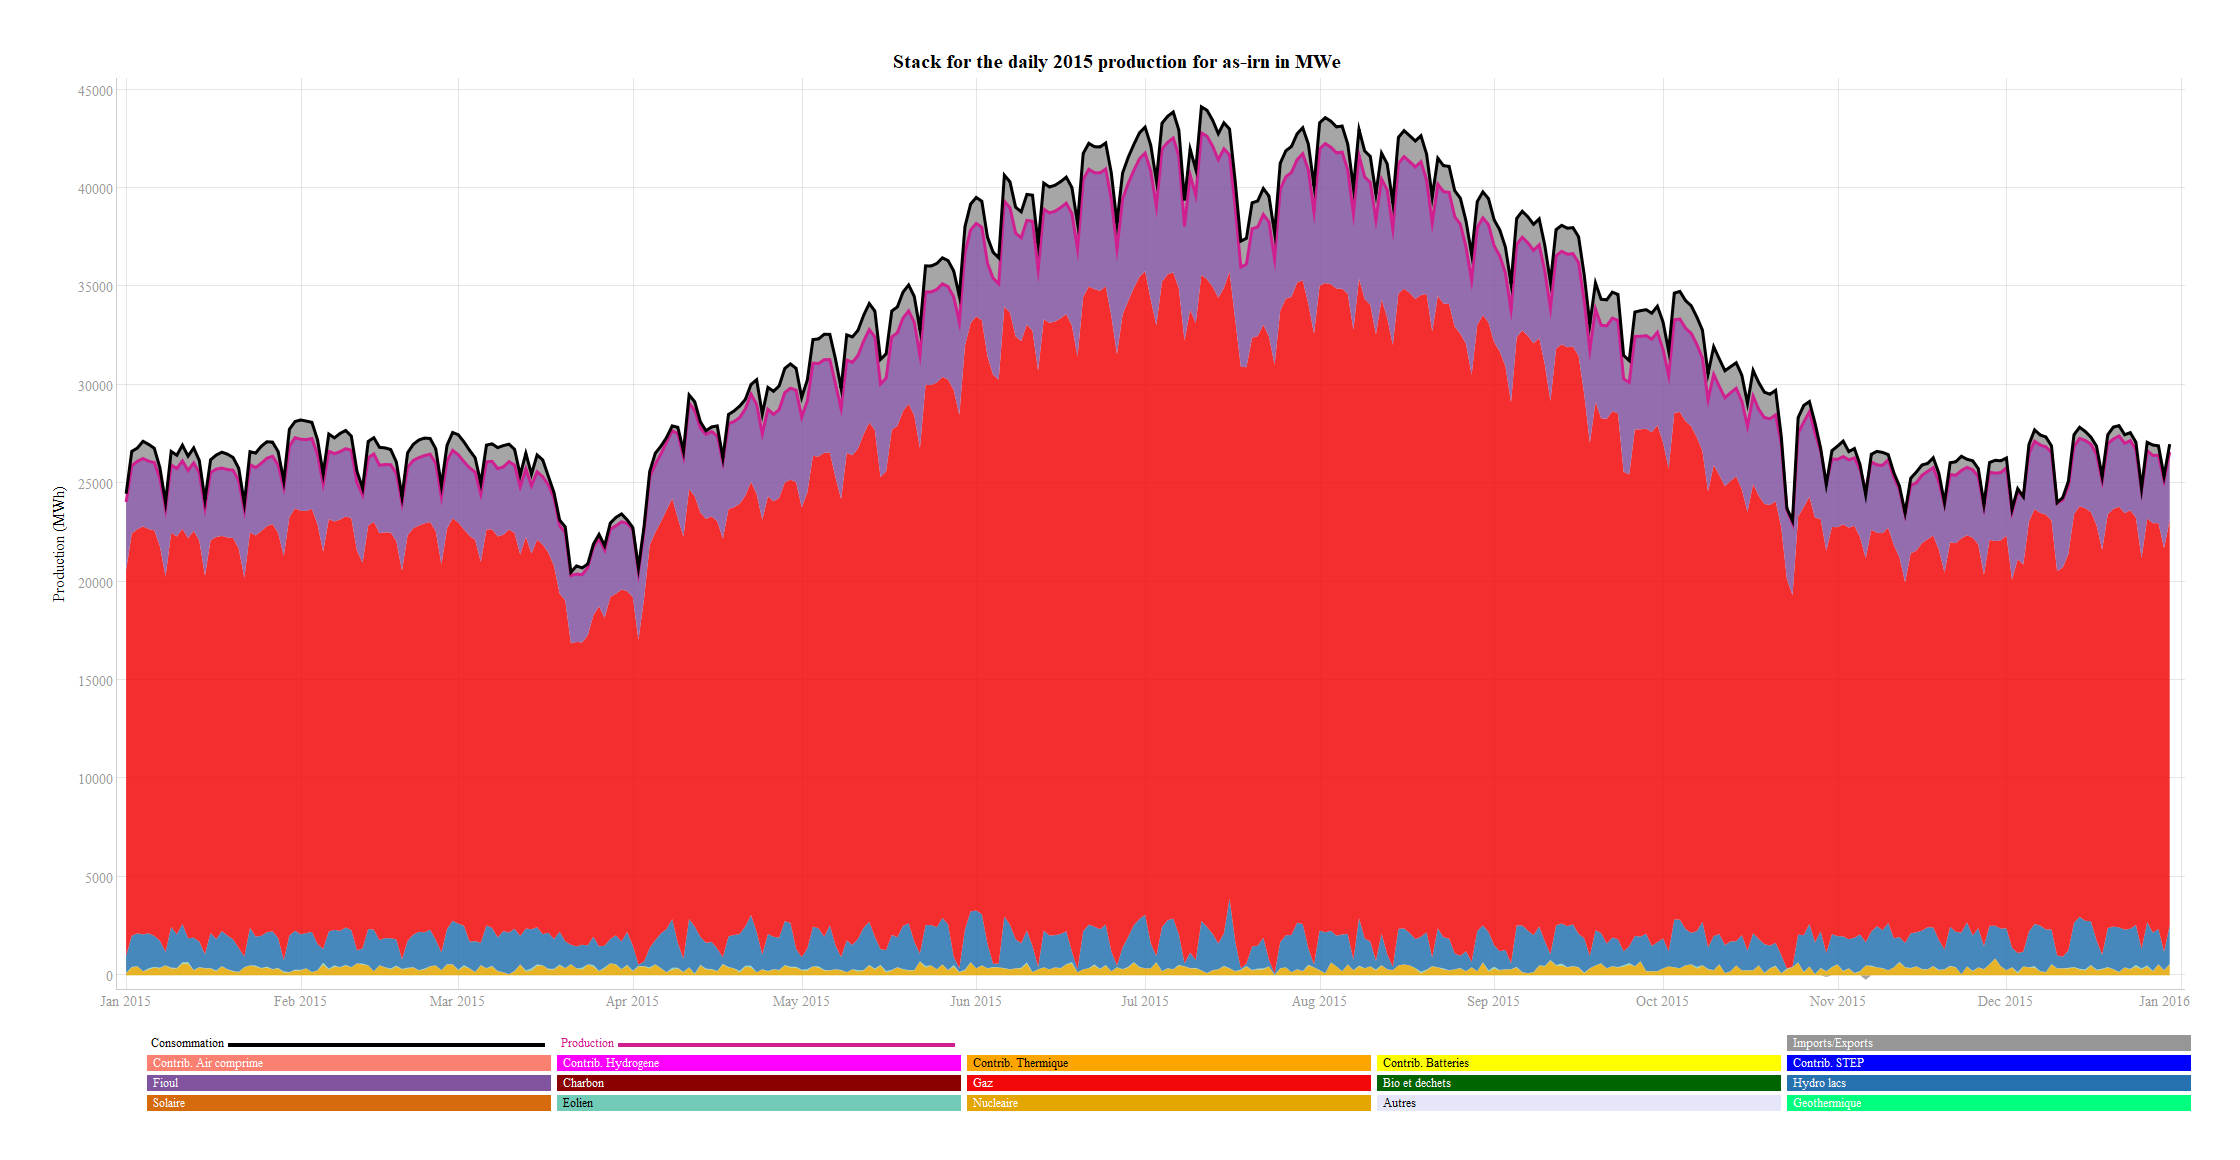 Stack for the daily 2015 production for as-irn in MWe
Production (MWh)
45000
40000
35000
30000
25000
20000
15000
10000
5000
0
Jan 2015 Feb 2015 Mar 2015 Apr 2015 May 2015 Jun 2015 Jul 2015 Aug 2015 Sep 2015 Oct 2015 Nov 2015 Dec 2015 Jan 2016
Consommation Production Imports/Exports
Contrib. Air comprime Contrib. Hydrogene Contrib. Thermique Contrib. Batteries Contrib. STEP
Fioul Charbon Gaz Bio et dechets Hydro lacs
Solaire Eolien Nucleaire Autres Geothermique